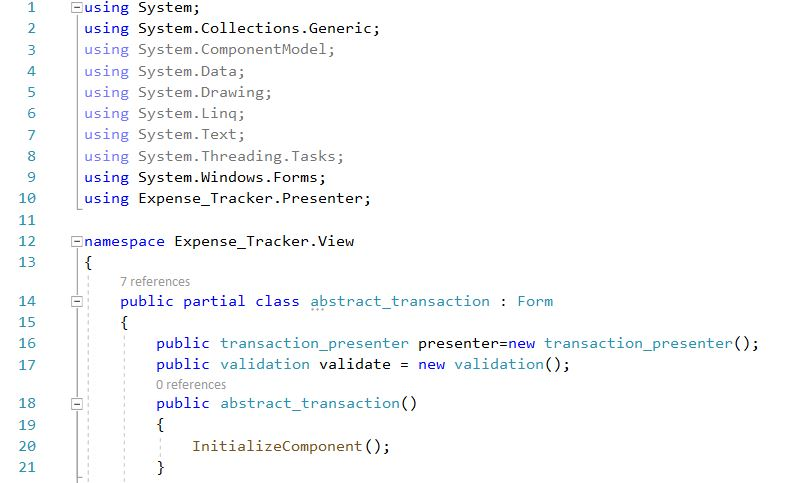 1 using System;
2 using System.Collections.Generic;
3 using System.ComponentModel;
4 using System.Data;
5 using System.Drawing;
6 using System.Linq;
7 using System.Text;
8 using System.Threading.Tasks;
9 using System.Windows.Forms;
10 using Expense_Tracker.Presenter;
11
12 namespace Expense_Tracker.View
13 {
7 references
14 public partial class abstract_transaction : Form
15 {
16 public transaction_presenter presenter=new transaction_presenter();
17 public validation validate = new validation();
0 references
18 public abstract_transaction()
19 {
20 InitializeComponent();
21 }